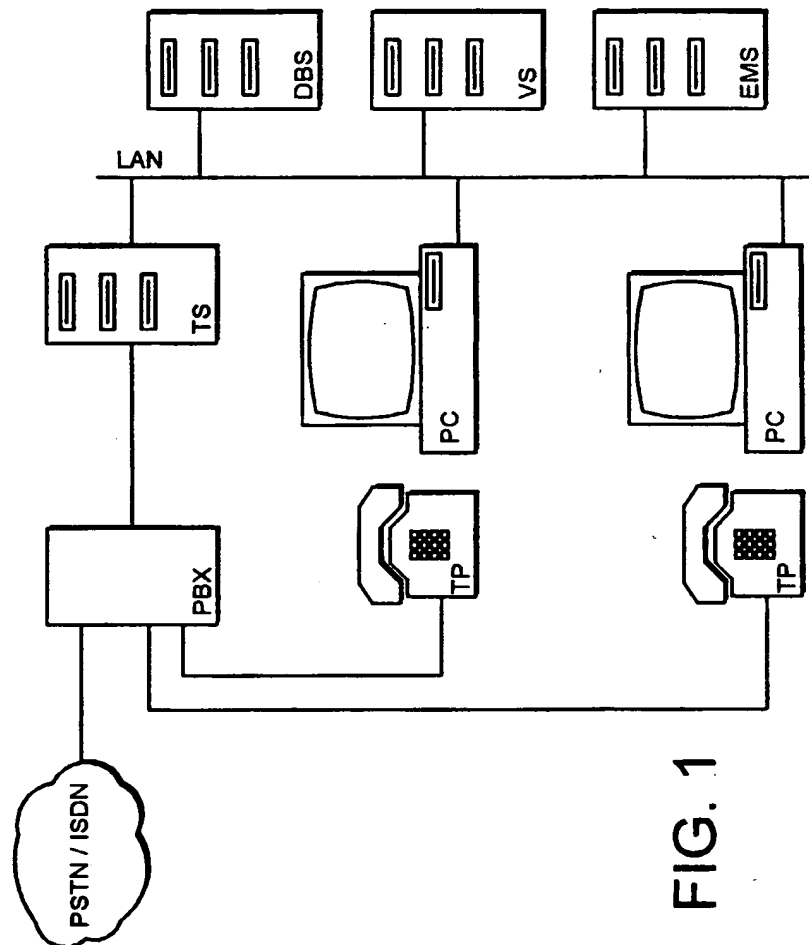 LAN
DBS
VS
EMS
TS
PC
PC
PBX
TP
TP
PSTN / ISDN
FIG. 1